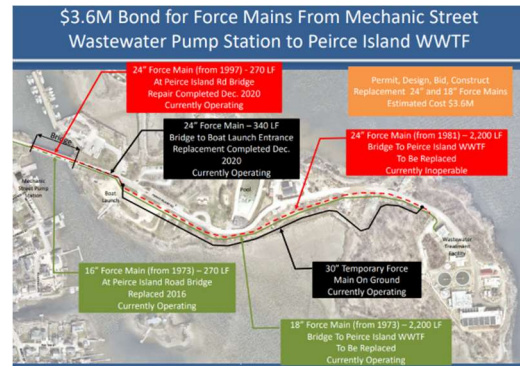 $3.6M Bond for Force Mains From Mechanic Street
Wastewater Pump Station to Peirce Island WWTF
24" Force Main (from 1997) - 270 LF
At Peirce Island Rd Bridge
Repair Completed Dec. 2020
Currently Operating
Permit, Design, Bid, Construct
Replacement 24" and 18" Force Mains
Estimated Cost $3.6M
24" Force Main – 340 LF
Bridge to Boat Launch Entrance
Replacement Completed Dec.
2020
Currently Operating
24" Force Main (from 1981) – 2,200 LF
Bridge To Peirce Island WWTF
To Be Replaced
Currently Inoperable
Bridge
Mechanic
Street Pump
Station
Boat
Launch
Pool
Wastewater
Treatment
Facility
16" Force Main (from 1973) – 270 LF
At Peirce Island Road Bridge
Replaced 2016
Currently Operating
30" Temporary Force
Main On Ground
Currently Operating
18" Force Main (from 1973) – 2,200 LF
Bridge To Peirce Island WWTF
To Be Replaced
Currently Operating